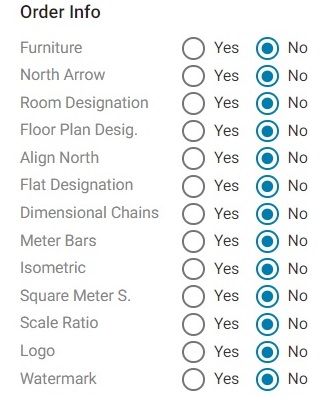 Order Info
Furniture Yes No
North Arrow Yes No
Room Designation Yes No
Floor Plan Desig. Yes No
Align North Yes No
Flat Designation Yes No
Dimensional Chains Yes No
Meter Bars Yes No
Isometric Yes No
Square Meter S. Yes No
Scale Ratio Yes No
Logo Yes No
Watermark Yes No